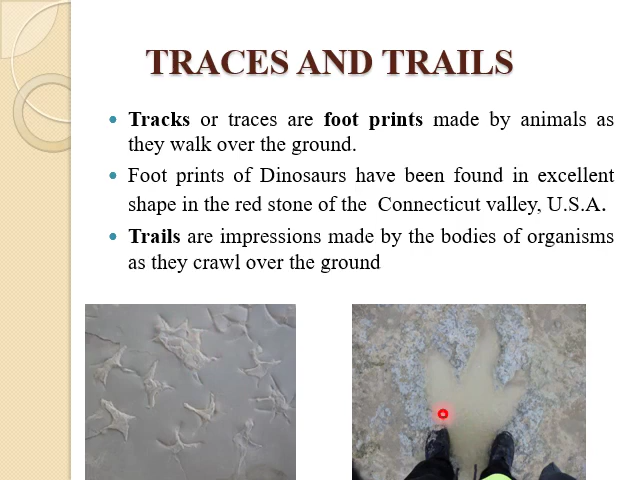 TRACES AND TRAILS
Tracks or traces are foot prints made by animals as
they walk over the ground.
Foot prints of Dinosaurs have been found in excellent
shape in the red stone of the Connecticut valley, U.S.A.
Trails are impressions made by the bodies of organisms
as they crawl over the ground